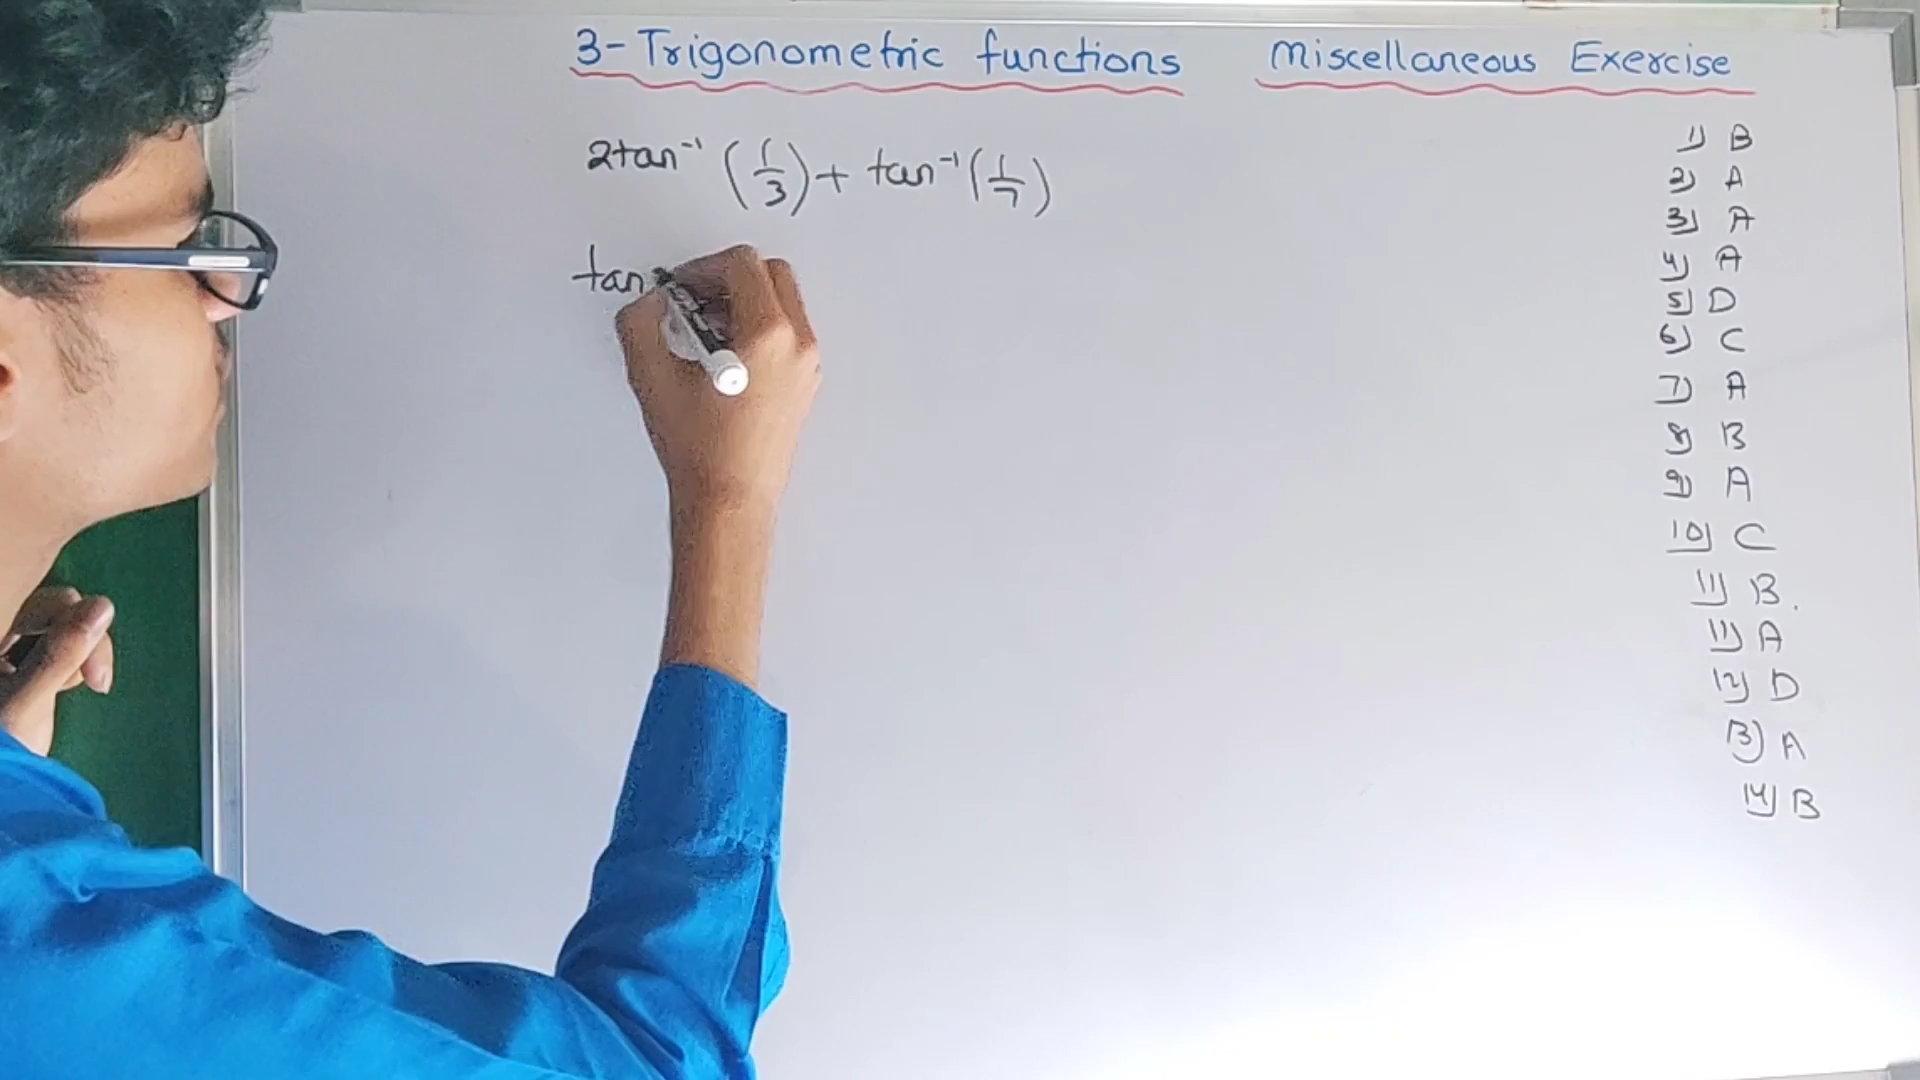 3-Trigonometric functions Miscellaneous Exercise
2tan⁻¹ (1/3) + tan⁻¹ (1/7)
tan
1) B
2) A
3) A
4) A
5) D
6) C
7) A
8) B
9) A
10) C
11) B.
11) A
12) D
13) A
14) B